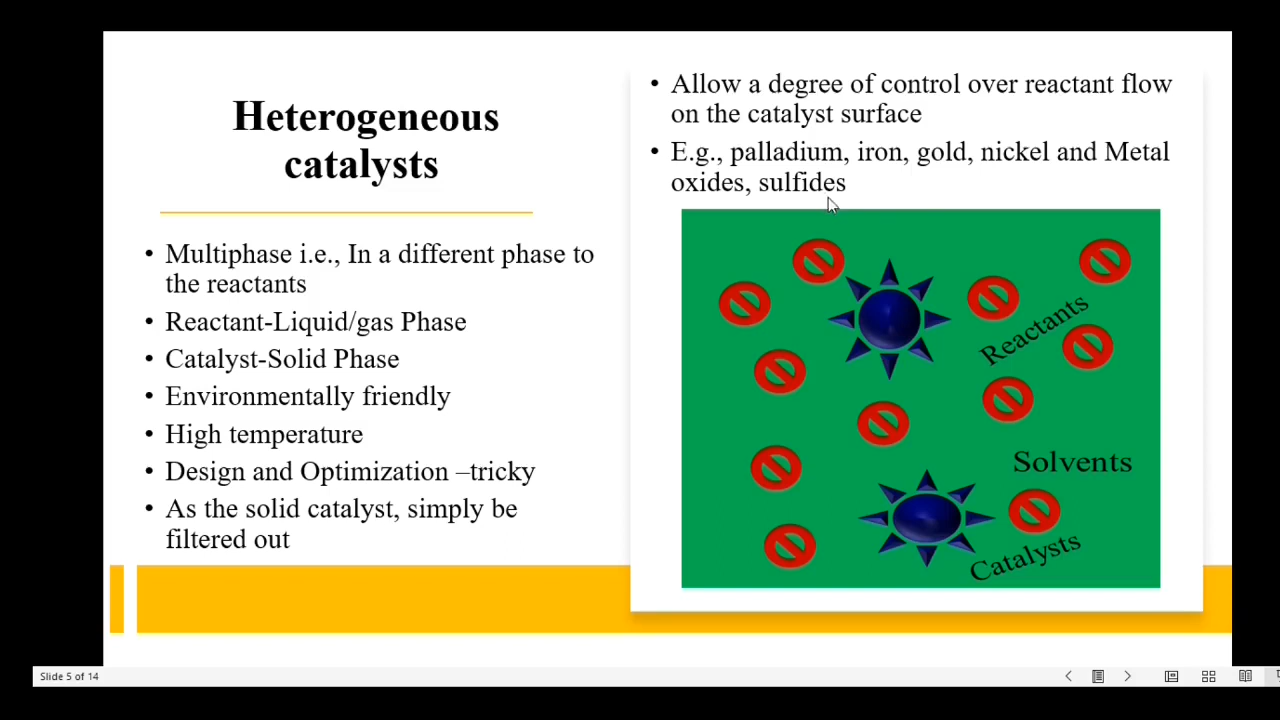 Heterogeneous
catalysts
• Multiphase i.e., In a different phase to
the reactants
• Reactant-Liquid/gas Phase
• Catalyst-Solid Phase
• Environmentally friendly
• High temperature
• Design and Optimization –tricky
• As the solid catalyst, simply be
filtered out
• Allow a degree of control over reactant flow
on the catalyst surface
• E.g., palladium, iron, gold, nickel and Metal
oxides, sulfides
Reactants
Solvents
Catalysts
Slide 5 of 14